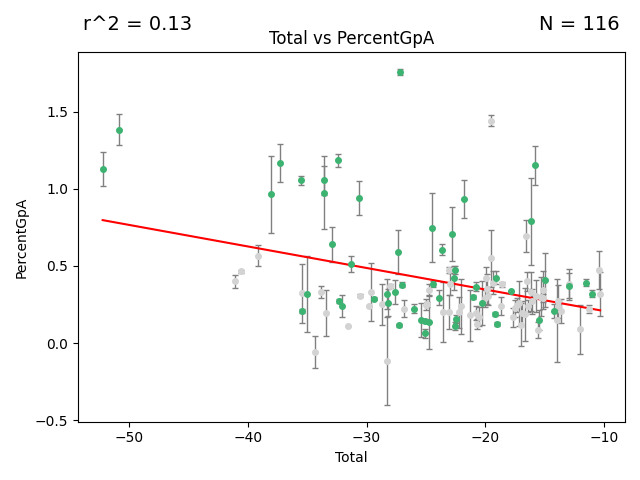 r^2 = 0.13
N = 116
Total vs PercentGpA
PercentGpA
1.5
1.0
0.5
0.0
−0.5
−50
−40
−30
−20
−10
Total